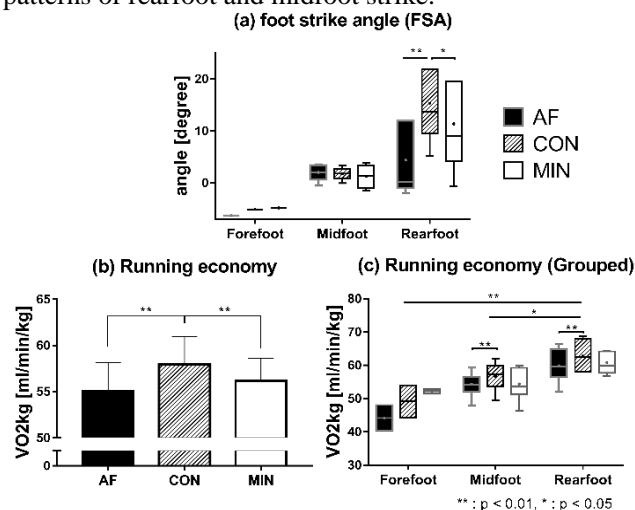 patterns of rearfoot and midfoot strike.
(a) foot strike angle (FSA)
angle [degree]
20
10
0
** *
Forefoot Midfoot Rearfoot
AF
CON
MIN
(b) Running economy
VO2kg [ml/min/kg]
65
60
55
50
0
** **
AF CON MIN
(c) Running economy (Grouped)
VO2kg [ml/min/kg]
80
70
60
50
40
30
**
*
** **
Forefoot Midfoot Rearfoot
** : p < 0.01, * : p < 0.05